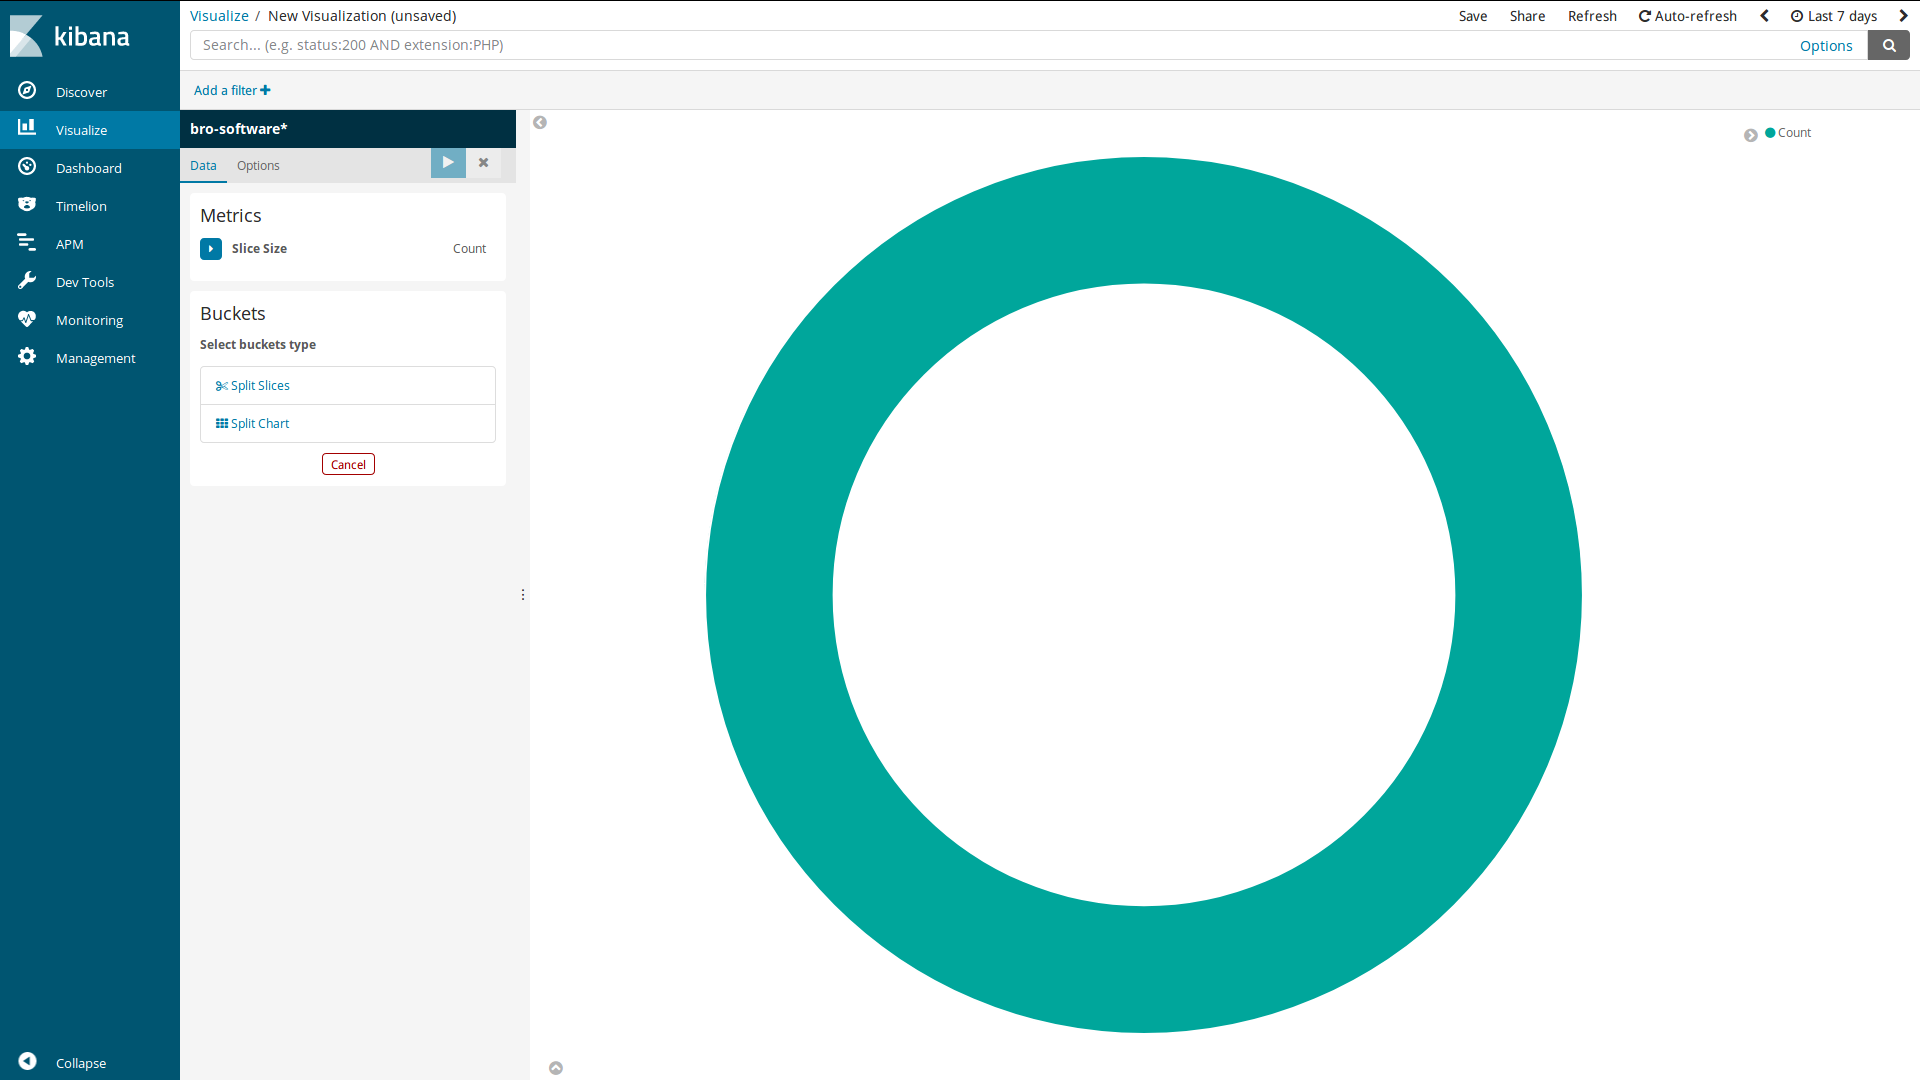 kibana
Discover
Visualize
Dashboard
Timelion
APM
Dev Tools
Monitoring
Management
Collapse
Visualize / New Visualization (unsaved)
Save Share Refresh Auto-refresh Last 7 days
Search... (e.g. status:200 AND extension:PHP)
Options
Add a filter
bro-software*
Data Options
Metrics
Slice Size Count
Buckets
Select buckets type
Split Slices
Split Chart
Cancel
Count